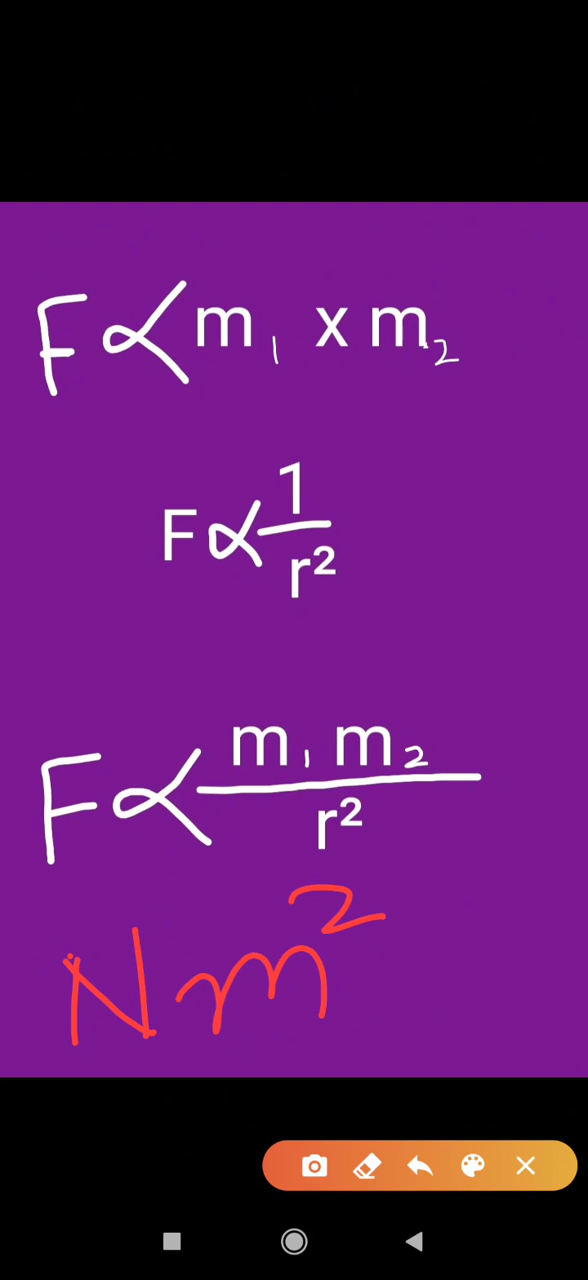 F ∝ m₁ x m₂
F ∝ 1/r²
F ∝ m₁ m₂/r²
Nm²